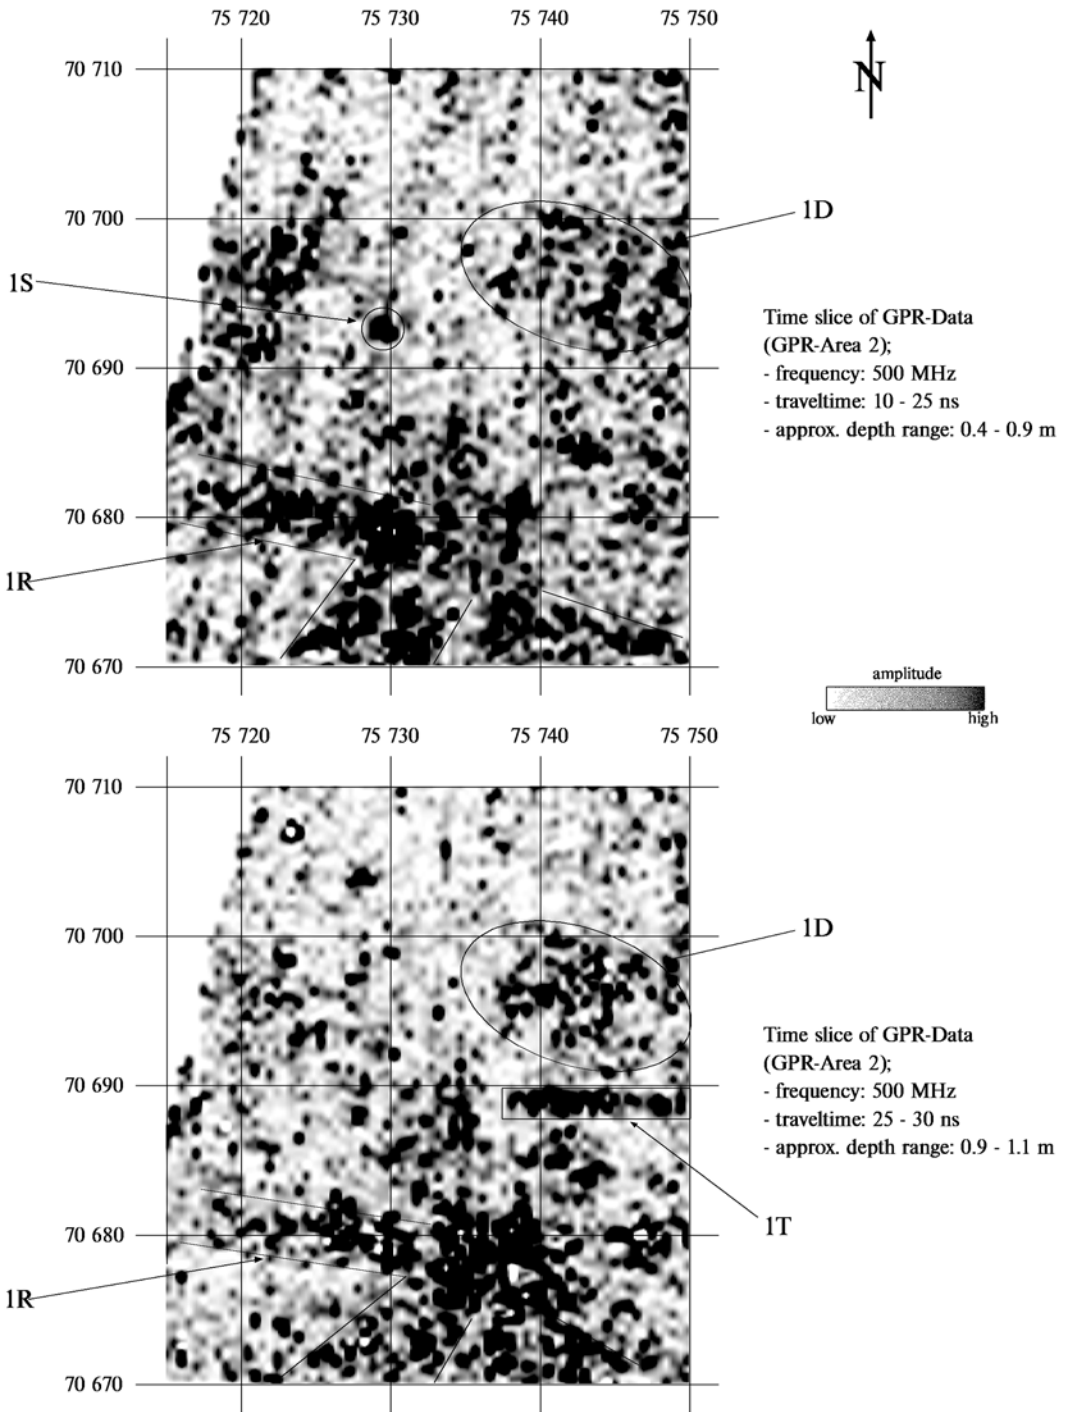 75 720 75 730 75 740 75 750
N
70 710
70 700
1D
1S
Time slice of GPR-Data
(GPR-Area 2);
- frequency: 500 MHz
- traveltime: 10 - 25 ns
- approx. depth range: 0.4 - 0.9 m
70 690
70 680
1R
70 670
amplitude
low high
75 720 75 730 75 740 75 750
70 710
70 700
1D
Time slice of GPR-Data
(GPR-Area 2);
- frequency: 500 MHz
- traveltime: 25 - 30 ns
- approx. depth range: 0.9 - 1.1 m
70 690
1T
70 680
1R
70 670